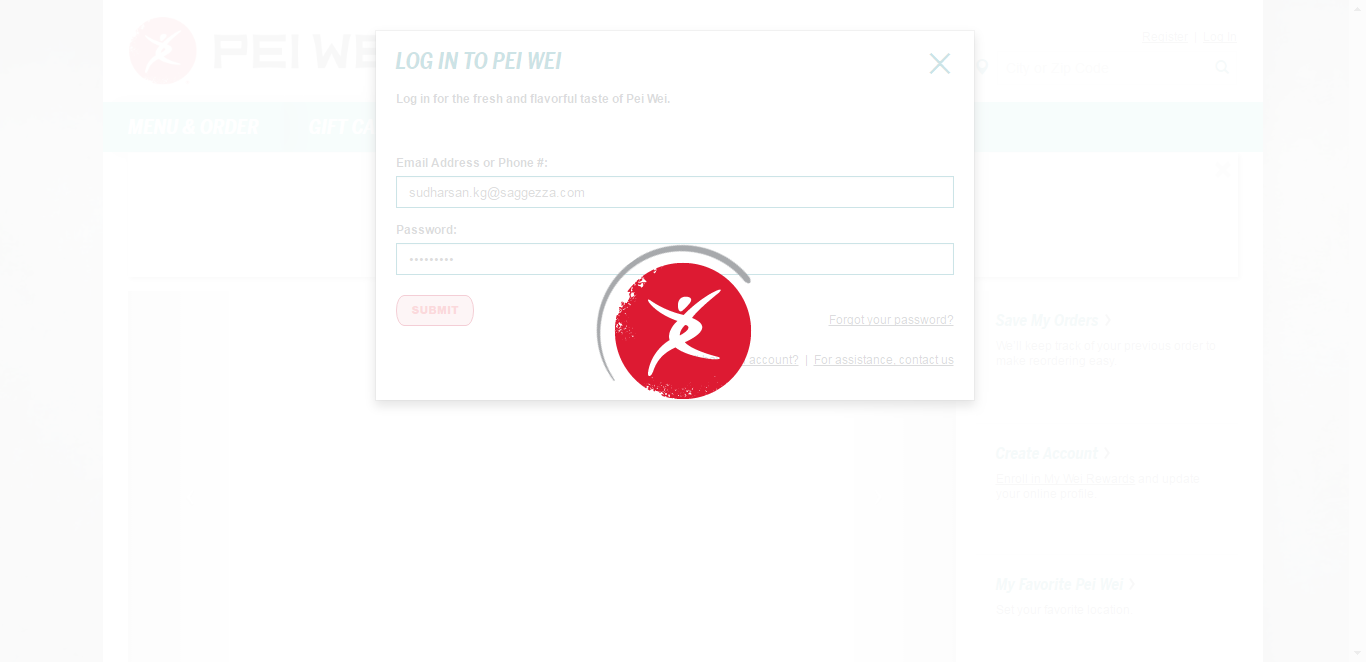 PEI WE
Register | Log In
MENU & ORDER
GIFT CA
LOG IN TO PEI WEI
Log in for the fresh and flavorful taste of Pei Wei.
Email Address or Phone #:
sudharsan.kg@saggezza.com
Password:
•••••••••
SUBMIT
Forgot your password?
account? | For assistance, contact us
Save My Orders
We'll keep track of your previous order to
make reordering easy.
Create Account
Enroll in My Wei Rewards and update
your online profile.
My Favorite Pei Wei
Set your favorite location